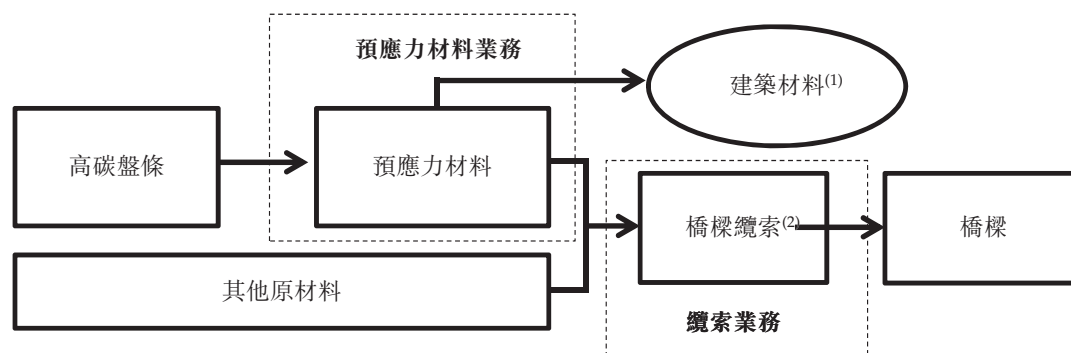 預應力材料業務
建築材料(1)
高碳盤條
預應力材料
橋樑纜索(2)
橋樑
其他原材料
纜索業務